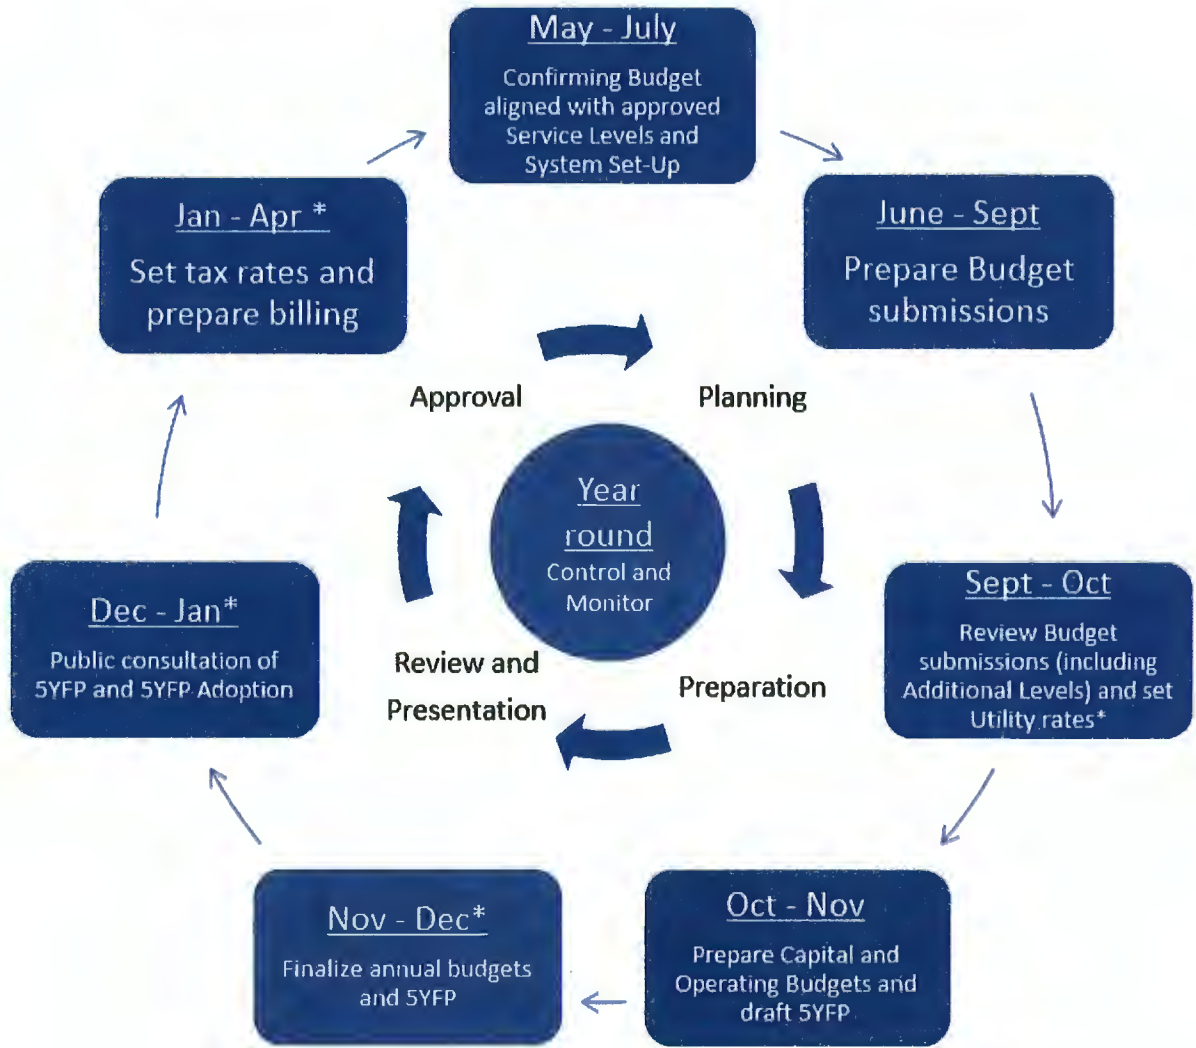 May - July
Confirming Budget
aligned with approved
Service Levels and
System Set-Up
June - Sept
Prepare Budget
submissions
Sept - Oct
Review Budget
submissions (including
Additional Levels) and set
Utility rates*
Oct - Nov
Prepare Capital and
Operating Budgets and
draft 5YFP
Nov - Dec*
Finalize annual budgets
and 5YFP
Dec - Jan*
Public consultation of
5YFP and 5YFP Adoption
Jan - Apr *
Set tax rates and
prepare billing
Approval
Planning
Preparation
Review and
Presentation
Year
round
Control and
Monitor